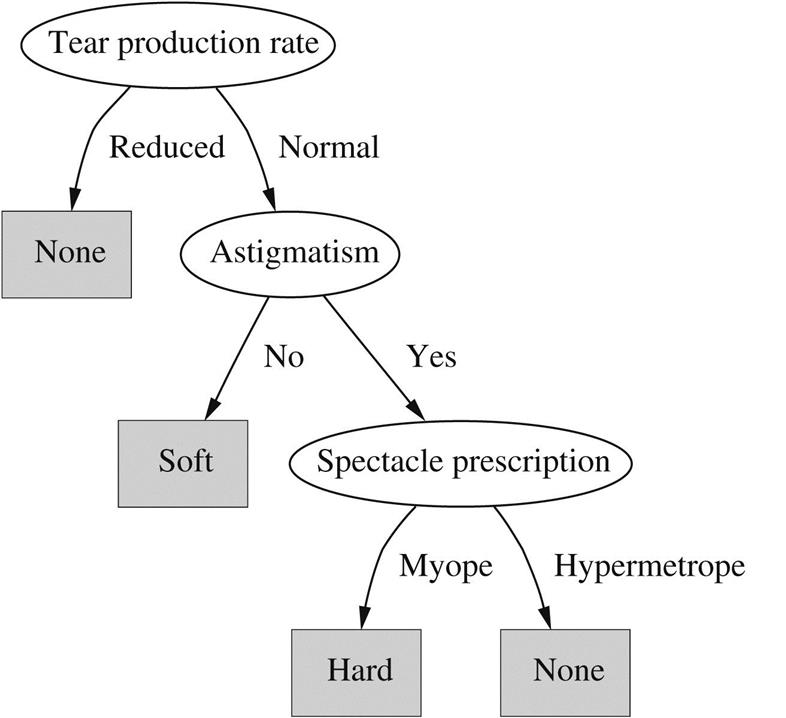 Tear production rate
Reduced
Normal
None
Astigmatism
No
Yes
Soft
Spectacle prescription
Myope
Hypermetrope
Hard
None